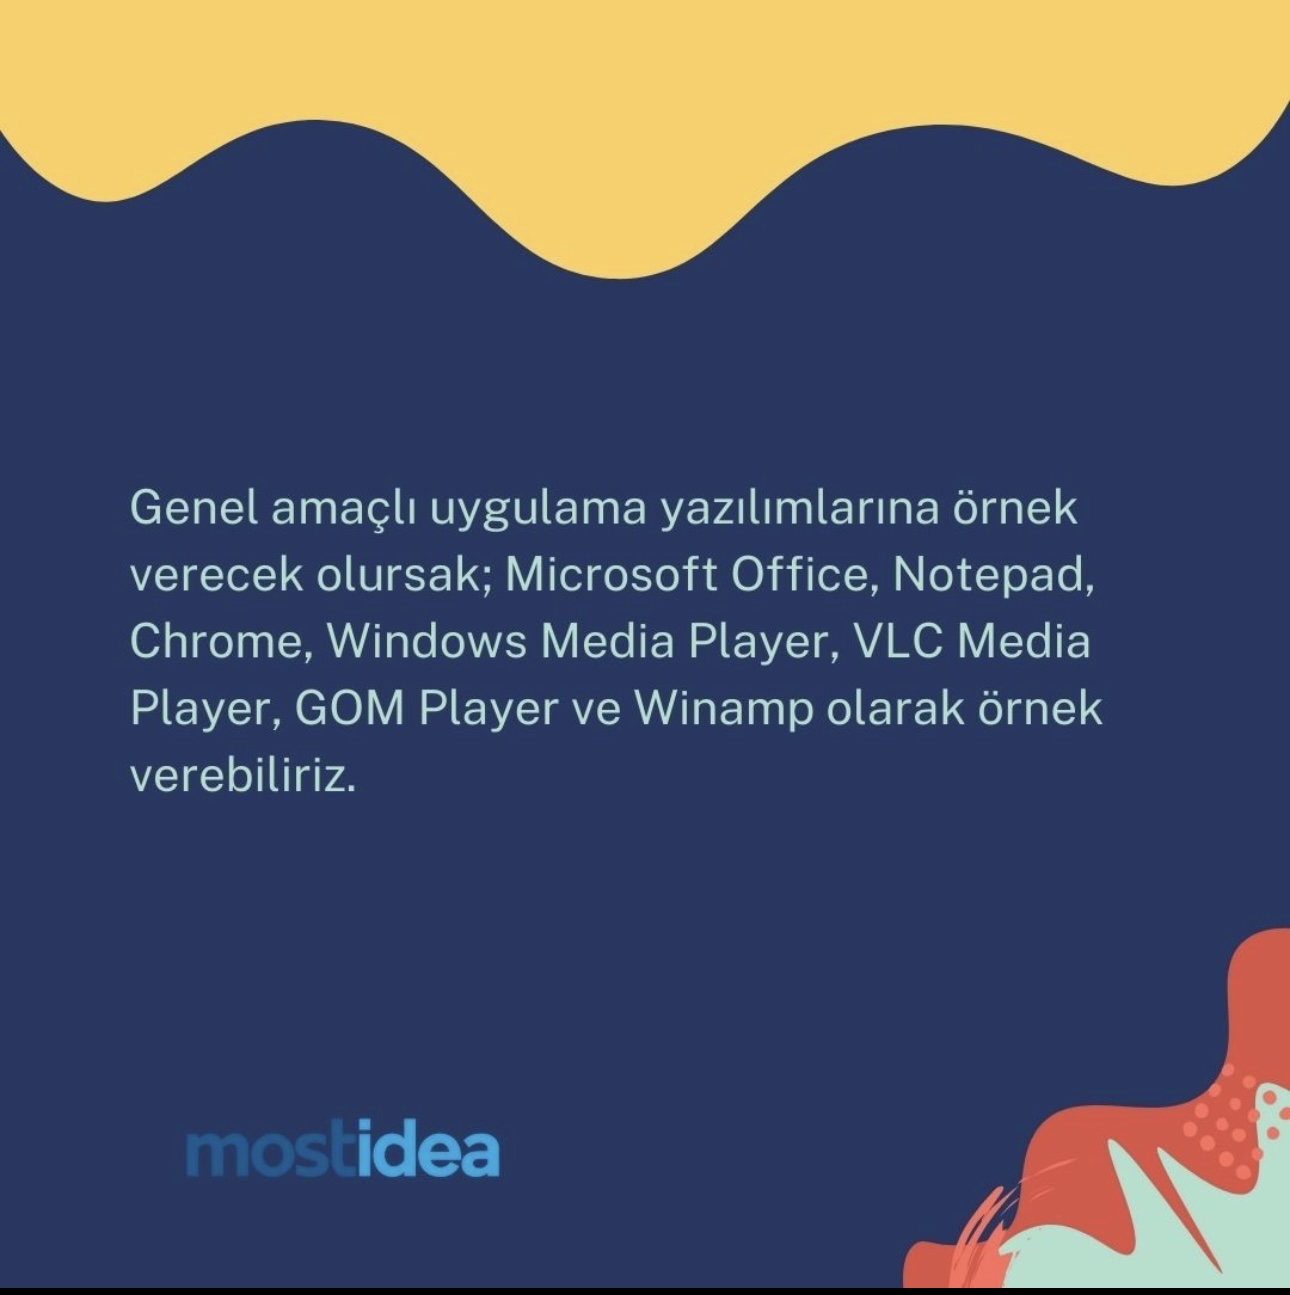 Genel amaçlı uygulama yazılımlarına örnek
verecek olursak; Microsoft Office, Notepad,
Chrome, Windows Media Player, VLC Media
Player, GOM Player ve Winamp olarak örnek
verebiliriz.
mostidea